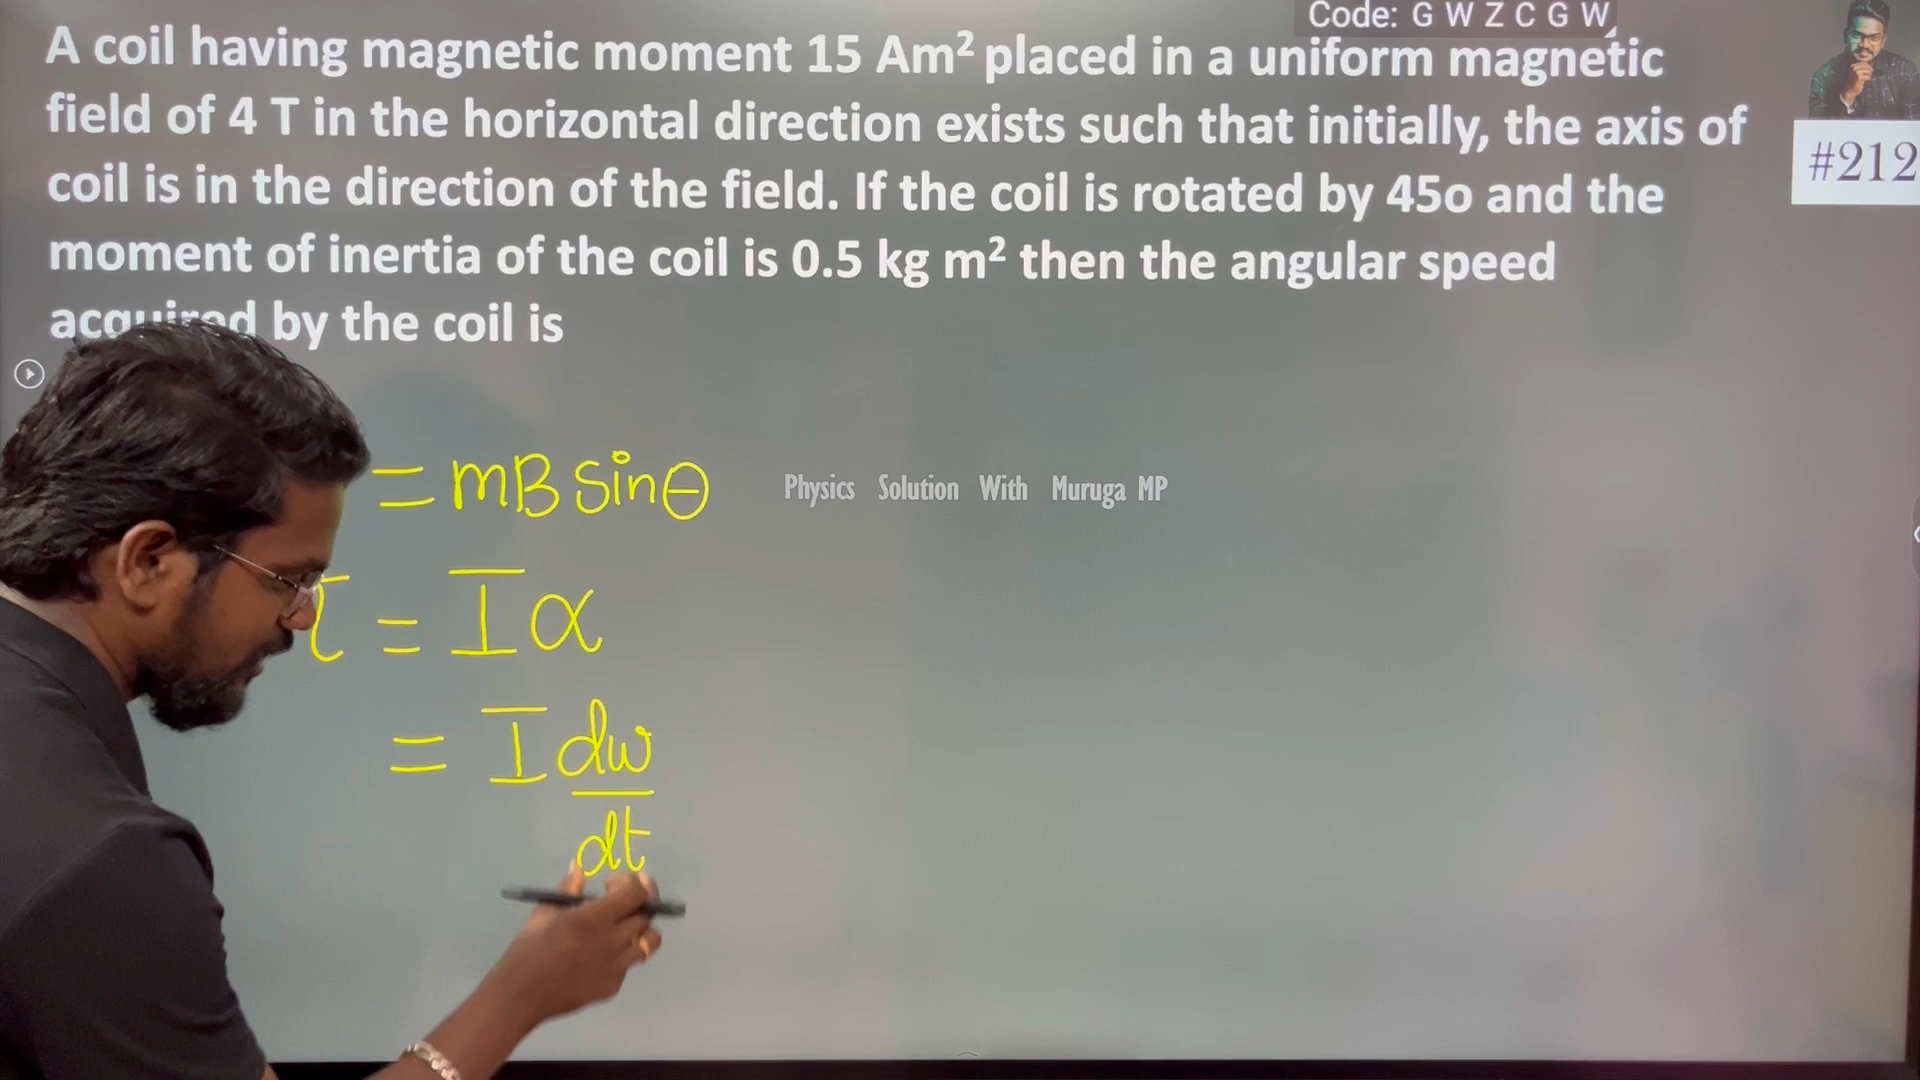 Code: G W Z C G W
A coil having magnetic moment 15 Am² placed in a uniform magnetic
field of 4 T in the horizontal direction exists such that initially, the axis of
coil is in the direction of the field. If the coil is rotated by 45o and the
moment of inertia of the coil is 0.5 kg m² then the angular speed
acquired by the coil is
#212
= mB sinθ
Physics Solution With Muruga MP
τ = Iα
= I dω
dt